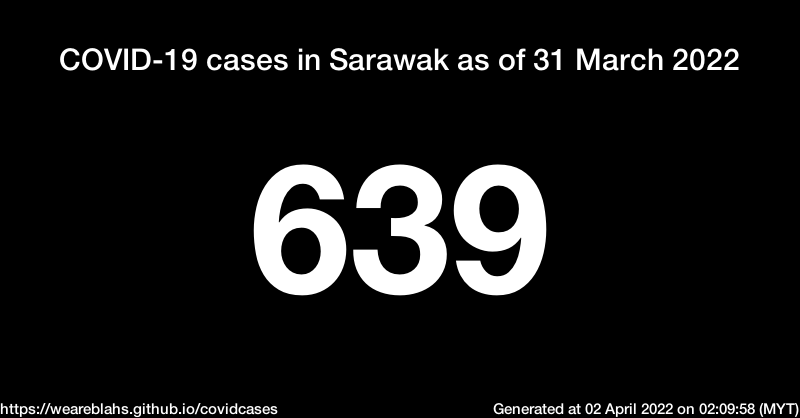 COVID-19 cases in Sarawak as of 31 March 2022
639
https://weareblahs.github.io/covidcases
Generated at 02 April 2022 on 02:09:58 (MYT)